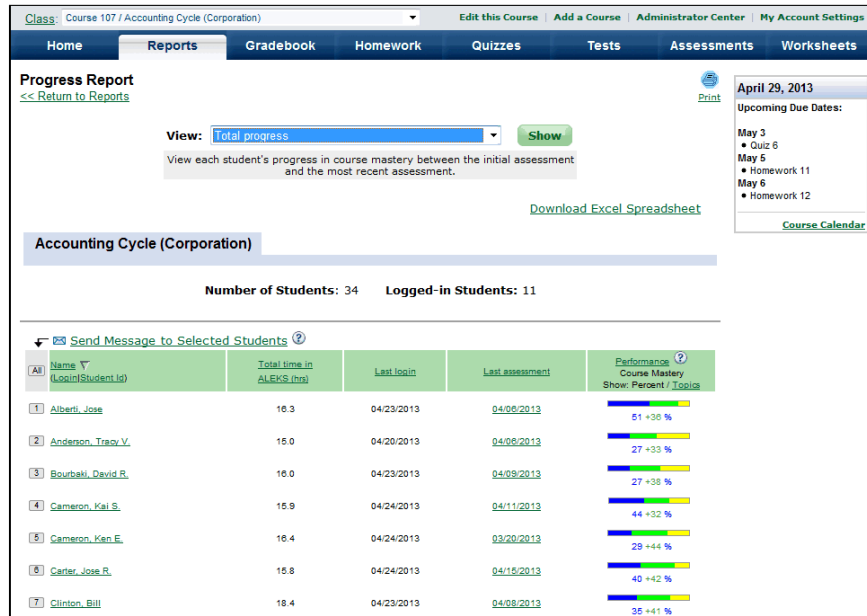 Class: Course 107 / Accounting Cycle (Corporation) Edit this Course | Add a Course | Administrator Center | My Account Settings
Home Reports Gradebook Homework Quizzes Tests Assessments Worksheets
Progress Report
<< Return to Reports
Print
View: Total progress Show
View each student's progress in course mastery between the initial assessment
and the most recent assessment.
Download Excel Spreadsheet
April 29, 2013
Upcoming Due Dates:
May 3
• Quiz 6
May 5
• Homework 11
May 6
• Homework 12
Course Calendar
Accounting Cycle (Corporation)
Number of Students: 34 Logged-in Students: 11
Send Message to Selected Students ?
All Name (Login|Student Id) Total time in ALEKS (hrs) Last login Last assessment Performance ? Course Mastery Show: Percent / Topics
1 Alberti, Jose 16.3 04/23/2013 04/06/2013 51 +36 %
2 Anderson, Tracy V. 15.0 04/20/2013 04/06/2013 27 +33 %
3 Bourbaki, David R. 16.0 04/23/2013 04/09/2013 27 +38 %
4 Cameron, Kai S. 15.9 04/24/2013 04/11/2013 44 +32 %
5 Cameron, Ken E. 16.4 04/24/2013 03/20/2013 29 +44 %
6 Carter, Jose R. 15.8 04/24/2013 04/15/2013 40 +42 %
7 Clinton, Bill 18.4 04/23/2013 04/08/2013 35 +41 %